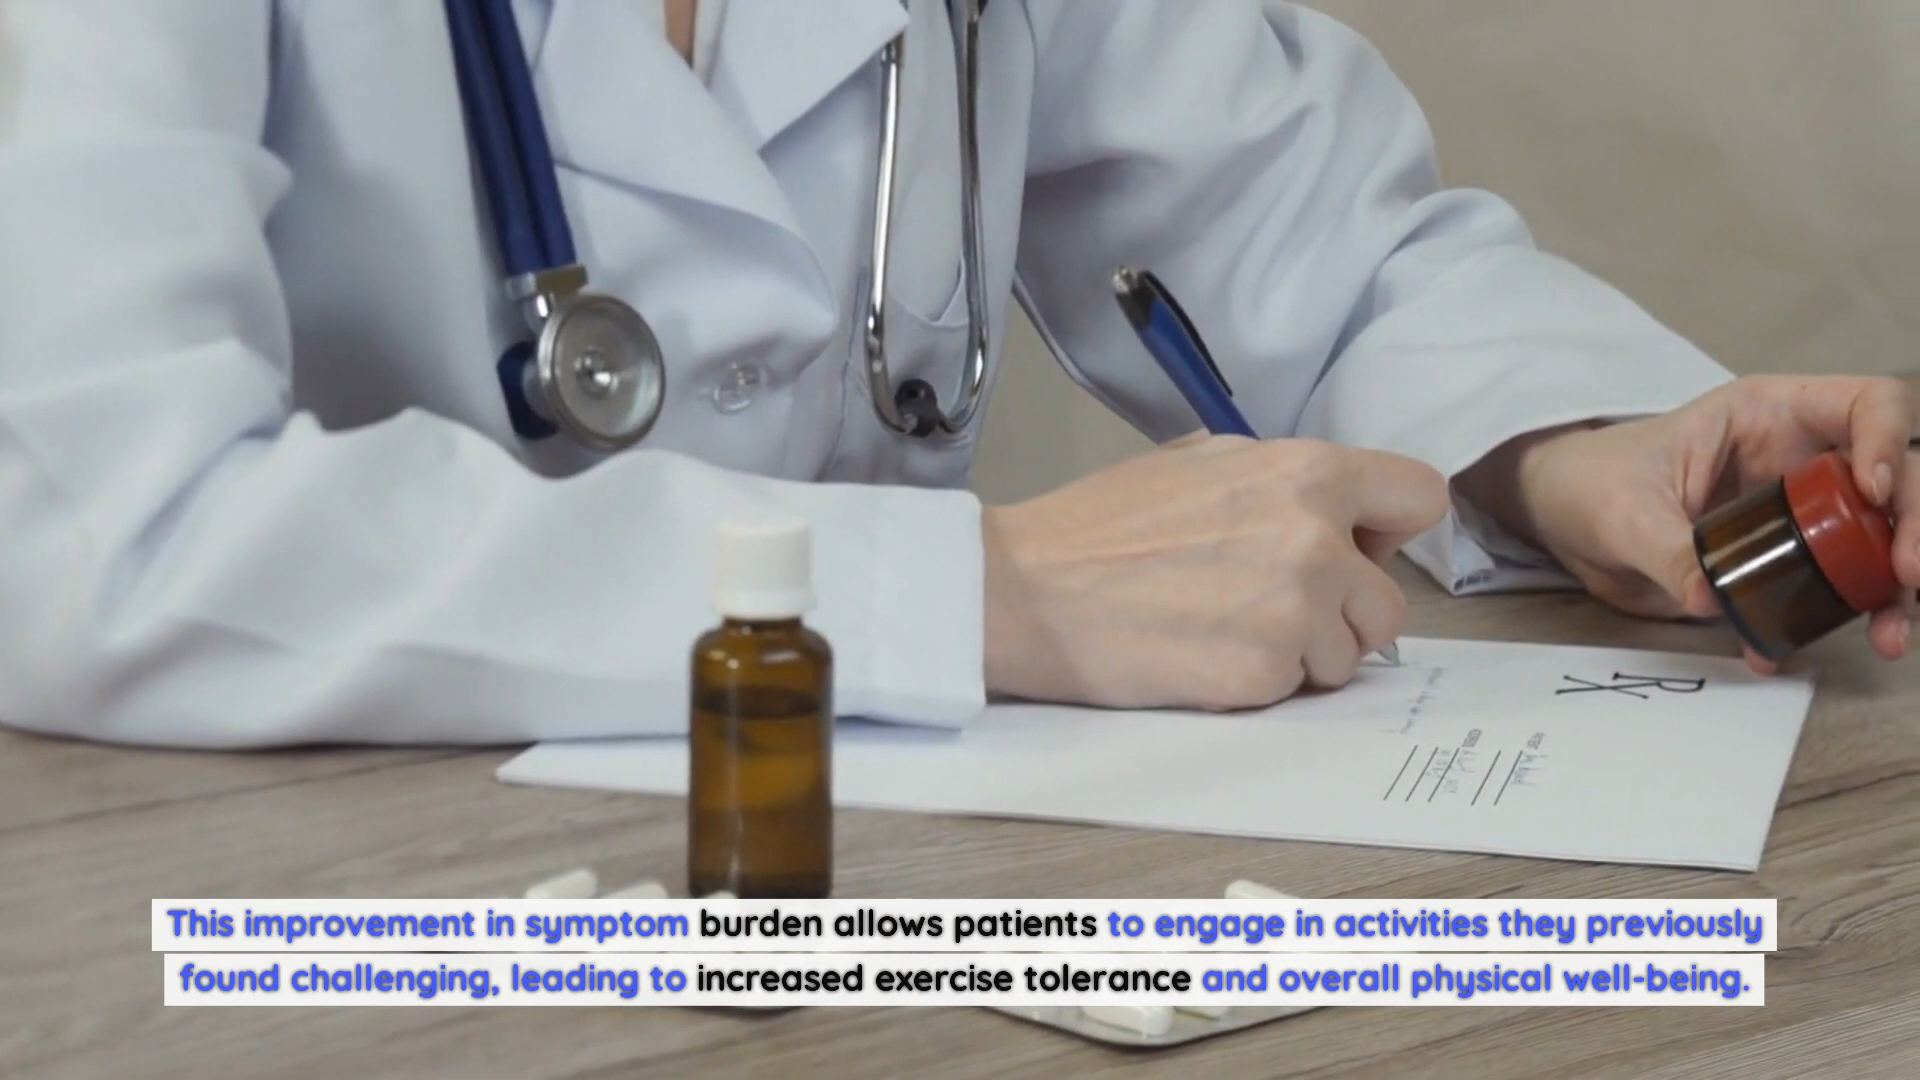 RX
This improvement in symptom burden allows patients to engage in activities they previously
found challenging, leading to increased exercise tolerance and overall physical well-being.